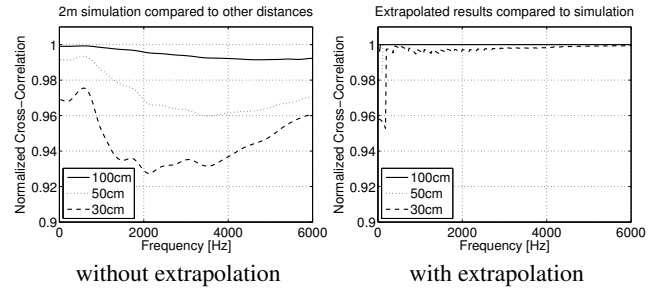 2m simulation compared to other distances
Normalized Cross−Correlation
1
0.98
0.96
0.94
0.92
0.9
100cm
50cm
30cm
0
2000
4000
6000
Frequency [Hz]
without extrapolation
Extrapolated results compared to simulation
Normalized Cross−Correlation
1
0.98
0.96
0.94
0.92
0.9
100cm
50cm
30cm
0
2000
4000
6000
Frequency [Hz]
with extrapolation